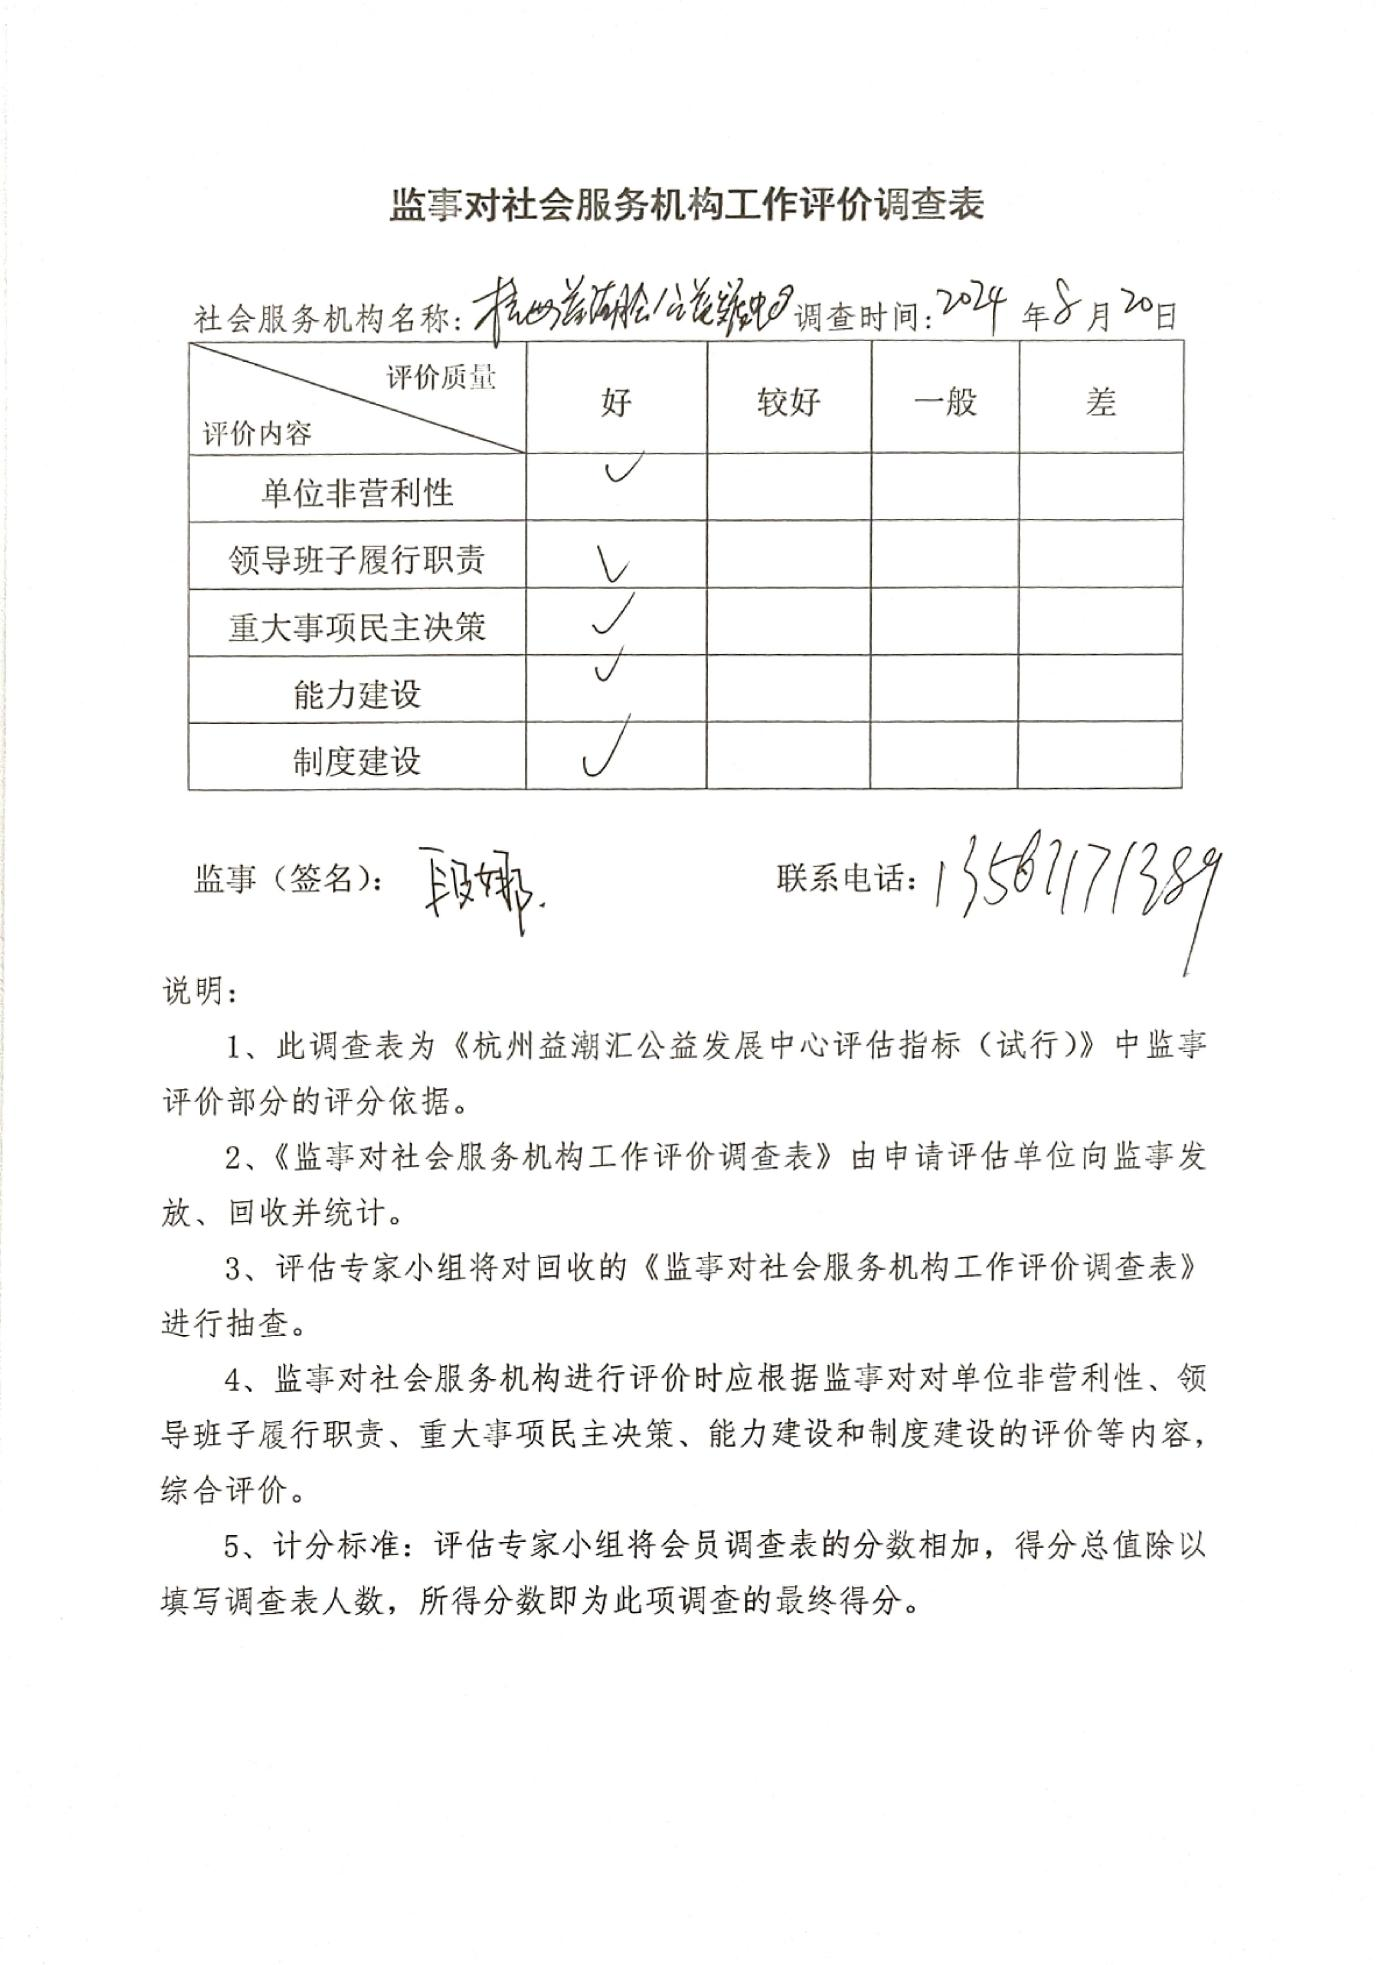 监事对社会服务机构工作评价调查表
社会服务机构名称: 杭州益潮汇公益发展中心 调查时间: 2024 年 8 月 20 日
评价质量 好 较好 一般 差
评价内容
单位非营利性 ✓
领导班子履行职责 ✓
重大事项民主决策 ✓
能力建设 ✓
制度建设 ✓
监事（签名）： 段娜. 联系电话：
说明：
1、此调查表为《杭州益潮汇公益发展中心评估指标（试行）》中监事
评价部分的评分依据。
2、《监事对社会服务机构工作评价调查表》由申请评估单位向监事发
放、回收并统计。
3、评估专家小组将对回收的《监事对社会服务机构工作评价调查表》
进行抽查。
4、监事对社会服务机构进行评价时应根据监事对对单位非营利性、领
导班子履行职责、重大事项民主决策、能力建设和制度建设的评价等内容，
综合评价。
5、计分标准：评估专家小组将会员调查表的分数相加，得分总值除以
填写调查表人数，所得分数即为此项调查的最终得分。